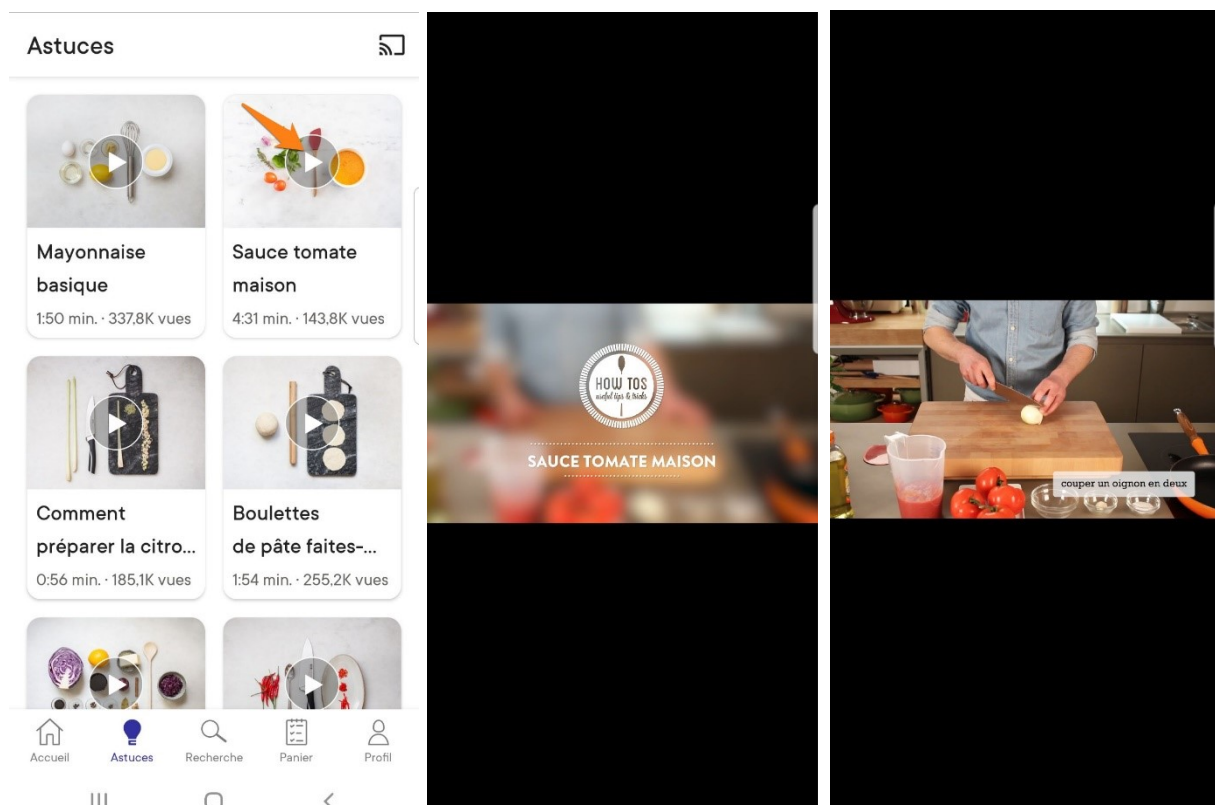 Astuces
Mayonnaise
basique
1:50 min. · 337,8K vues
Sauce tomate
maison
4:31 min. · 143,8K vues
Comment
préparer la citro...
0:56 min. · 185,1K vues
Boulettes
de pâte faites-...
1:54 min. · 255,2K vues
Accueil
Astuces
Recherche
Panier
Profil
HOW TOS
useful tips & tricks
SAUCE TOMATE MAISON
couper un oignon en deux